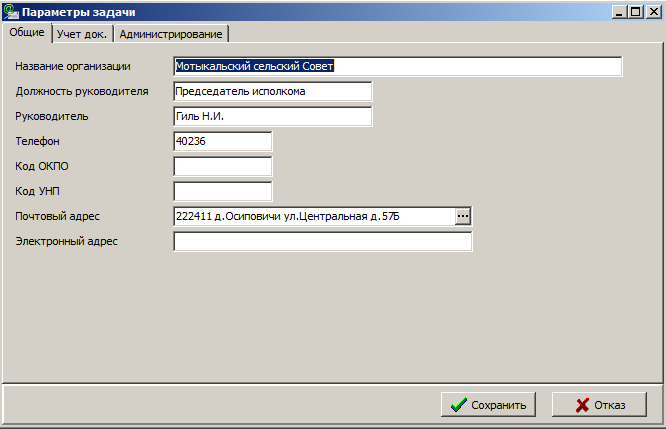 Параметры задачи
Общие Учет док. Администрирование
Название организации Мотыкальский сельский Совет
Должность руководителя Председатель исполкома
Руководитель Гиль Н.И.
Телефон 40236
Код ОКПО
Код УНП
Почтовый адрес 222411 д.Осиповичи ул.Центральная д.57Б ...
Электронный адрес
Сохранить Отказ